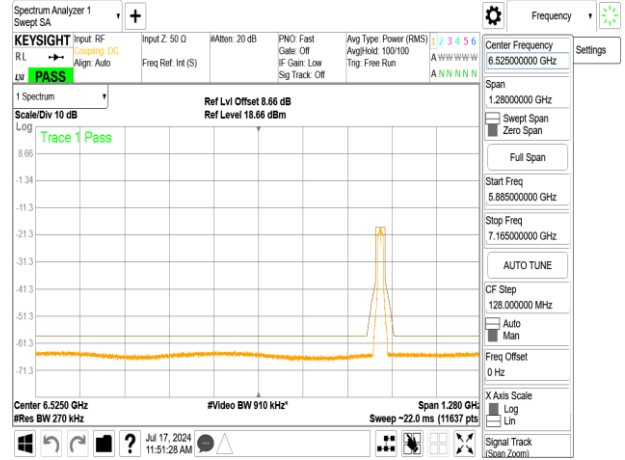 Spectrum Analyzer 1
Swept SA
KEYSIGHT
RL
LXI
PASS
Input: RF
Coupling: DC
Align: Auto
Input Z: 50 Ω
Freq Ref: Int (S)
#Atten: 20 dB
PNO: Fast
Gate: Off
IF Gain: Low
Sig Track: Off
Avg Type: Power (RMS)
Avg|Hold: 100/100
Trig: Free Run
1 2 3 4 5 6
A W W W W W
A N N N N N
1 Spectrum
Scale/Div 10 dB
Ref Lvl Offset 8.66 dB
Ref Level 18.66 dBm
Log
Trace 1 Pass
8.66
-1.34
-11.3
-21.3
-31.3
-41.3
-51.3
-61.3
-71.3
Center 6.5250 GHz
#Res BW 270 kHz
#Video BW 910 kHz*
Span 1.280 GHz
Sweep ~22.0 ms (11637 pts
?
Jul 17, 2024
11:51:28 AM
Frequency
Settings
Center Frequency
6.525000000 GHz
Span
1.28000000 GHz
Swept Span
Zero Span
Full Span
Start Freq
5.885000000 GHz
Stop Freq
7.165000000 GHz
AUTO TUNE
CF Step
128.000000 MHz
Auto
Man
Freq Offset
0 Hz
X Axis Scale
Log
Lin
Signal Track
(Span Zoom)